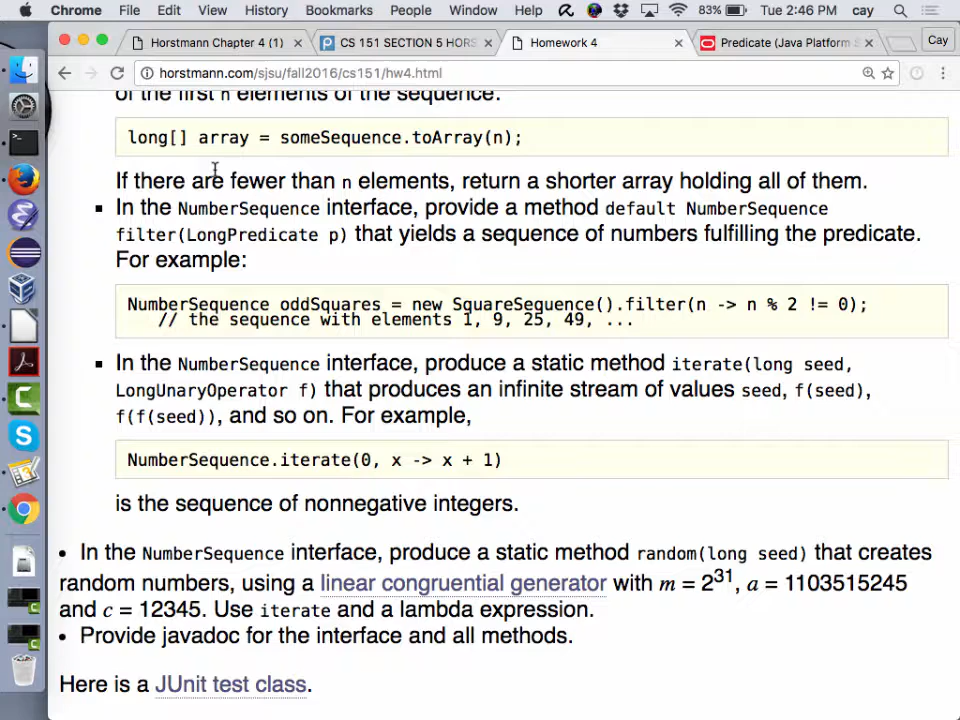 Chrome File Edit View History Bookmarks People Window Help 83% Tue 2:46 PM cay
Horstmann Chapter 4 (1) CS 151 SECTION 5 HORS Homework 4 Predicate (Java Platform S Cay
horstmann.com/sjsu/fall2016/cs151/hw4.html
of the first n elements of the sequence.
long[] array = someSequence.toArray(n);
If there are fewer than n elements, return a shorter array holding all of them.
In the NumberSequence interface, provide a method default NumberSequence
filter(LongPredicate p) that yields a sequence of numbers fulfilling the predicate.
For example:
NumberSequence oddSquares = new SquareSequence().filter(n -> n % 2 != 0);
// the sequence with elements 1, 9, 25, 49, ...
In the NumberSequence interface, produce a static method iterate(long seed,
LongUnaryOperator f) that produces an infinite stream of values seed, f(seed),
f(f(seed)), and so on. For example,
NumberSequence.iterate(0, x -> x + 1)
is the sequence of nonnegative integers.
• In the NumberSequence interface, produce a static method random(long seed) that creates
random numbers, using a linear congruential generator with m = 2³¹, a = 1103515245
and c = 12345. Use iterate and a lambda expression.
• Provide javadoc for the interface and all methods.
Here is a JUnit test class.